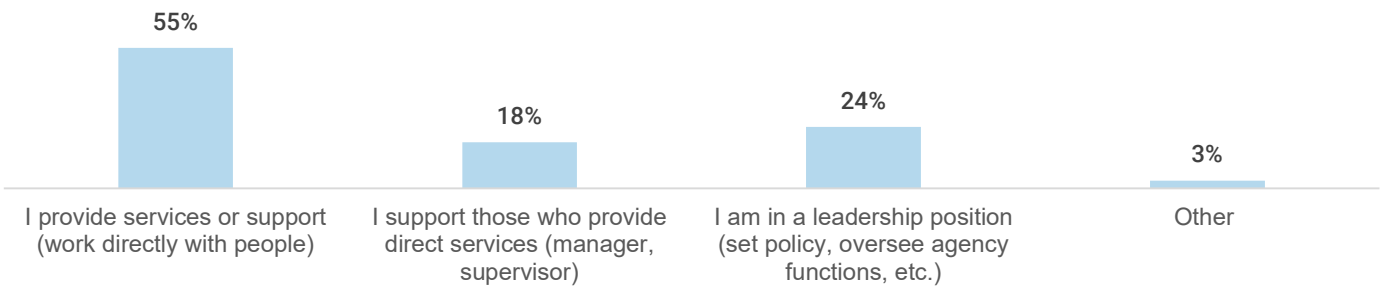 55%
18%
24%
3%
I provide services or support
(work directly with people)
I support those who provide
direct services (manager,
supervisor)
I am in a leadership position
(set policy, oversee agency
functions, etc.)
Other